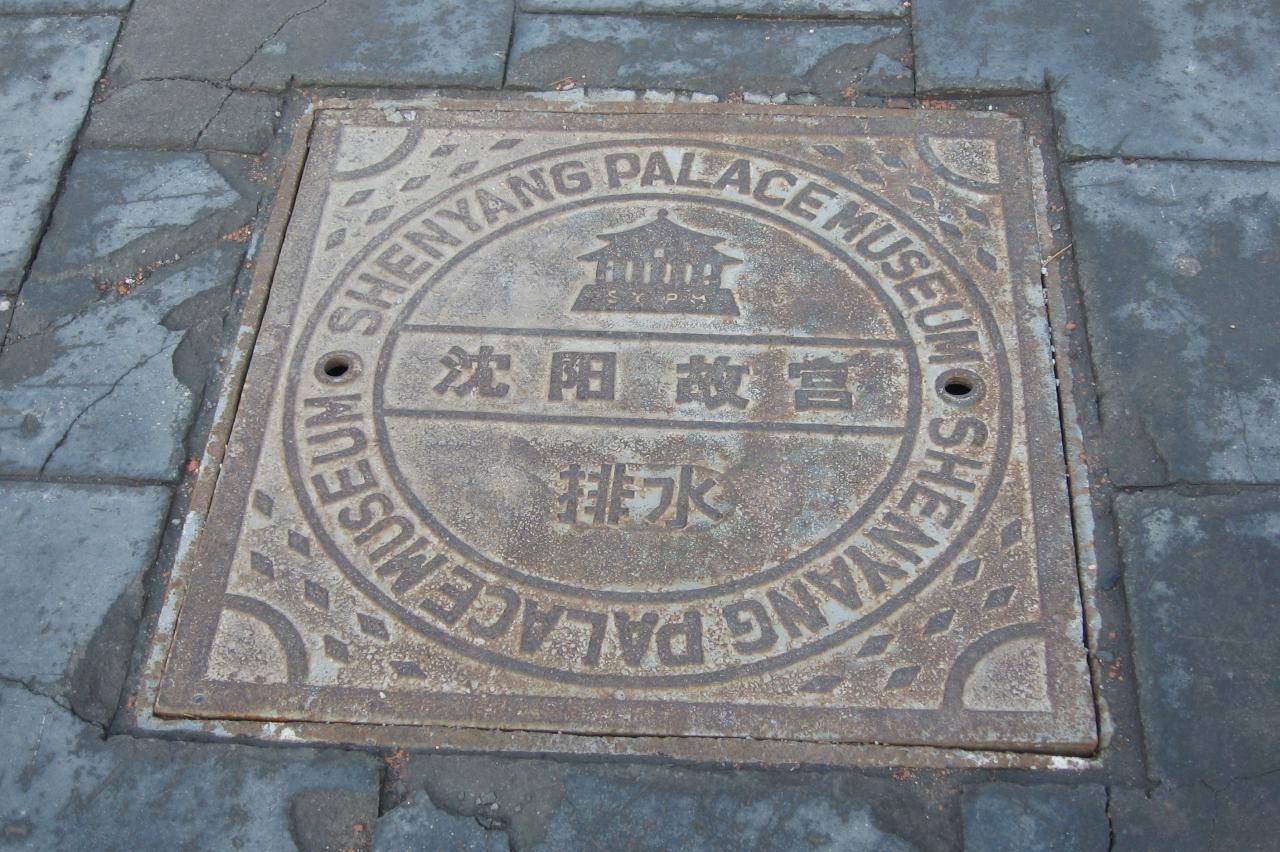 SHENYANG PALACE MUSEUM
SYPM
沈阳故宫
排水
SHENYANG PALACE MUSEUM